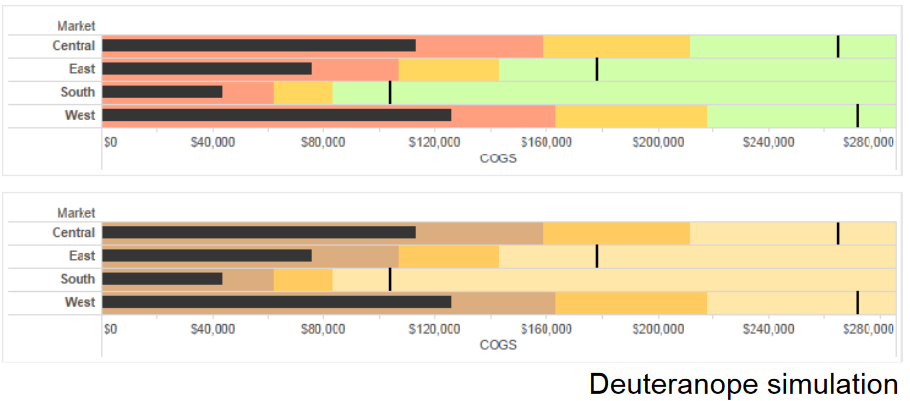 Market
Central
East
South
West
$0 $40,000 $80,000 $120,000 $160,000 $200,000 $240,000 $280,000
COGS
Market
Central
East
South
West
$0 $40,000 $80,000 $120,000 $160,000 $200,000 $240,000 $280,000
COGS
Deuteranope simulation